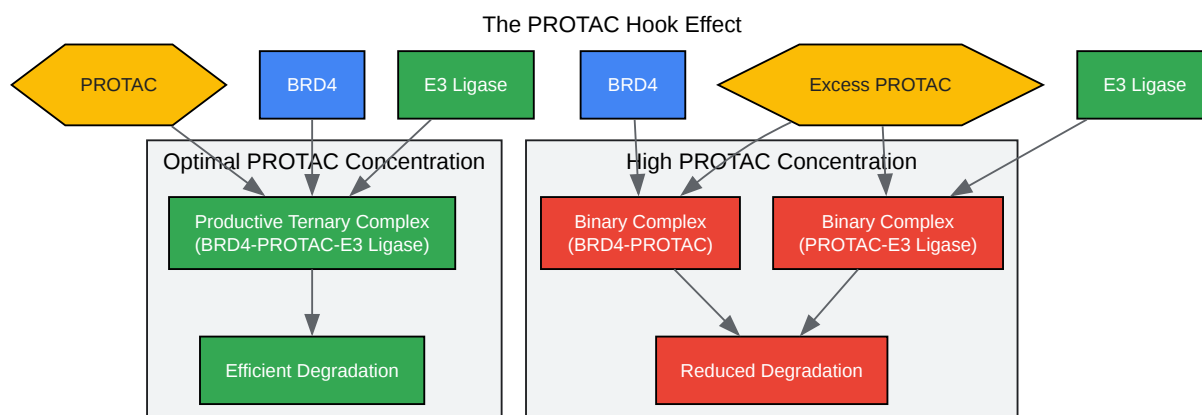 The PROTAC Hook Effect
PROTAC
BRD4
E3 Ligase
BRD4
Excess PROTAC
E3 Ligase
Optimal PROTAC Concentration
High PROTAC Concentration
Productive Ternary Complex
(BRD4-PROTAC-E3 Ligase)
Binary Complex
(BRD4-PROTAC)
Binary Complex
(PROTAC-E3 Ligase)
Efficient Degradation
Reduced Degradation